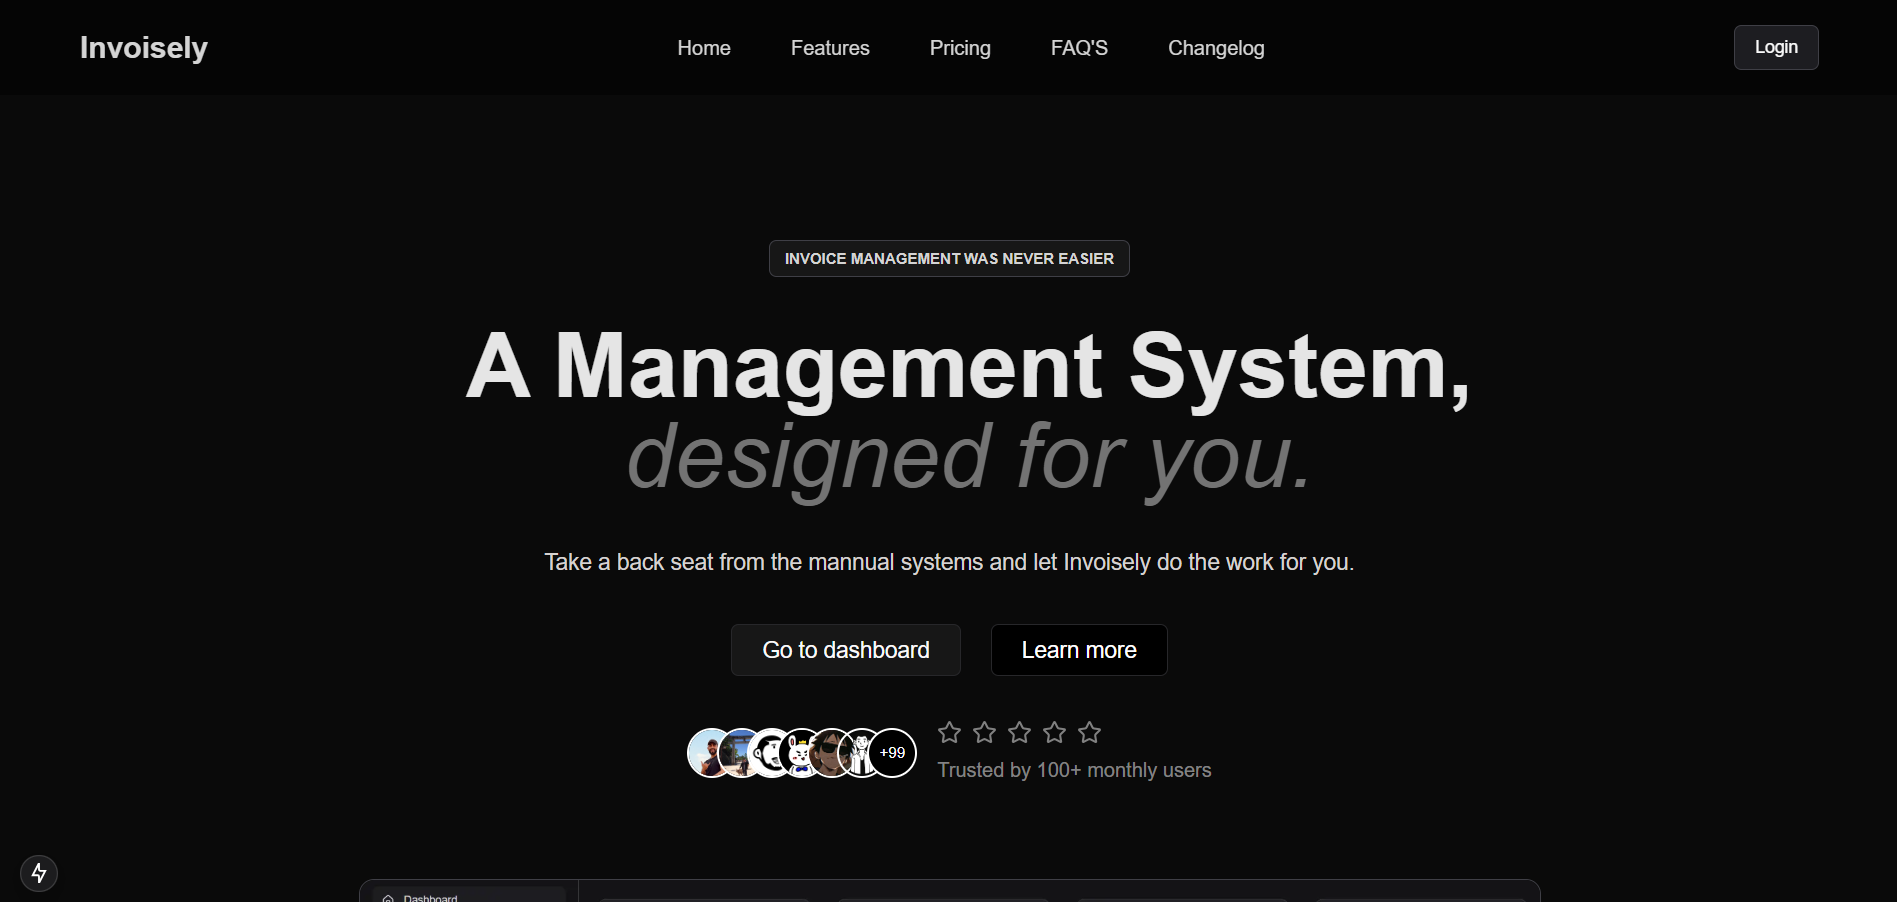 Invoisely
Home
Features
Pricing
FAQ'S
Changelog
Login
INVOICE MANAGEMENT WAS NEVER EASIER
A Management System,
designed for you.
Take a back seat from the mannual systems and let Invoisely do the work for you.
Go to dashboard
Learn more
+99
Trusted by 100+ monthly users
Dashboard